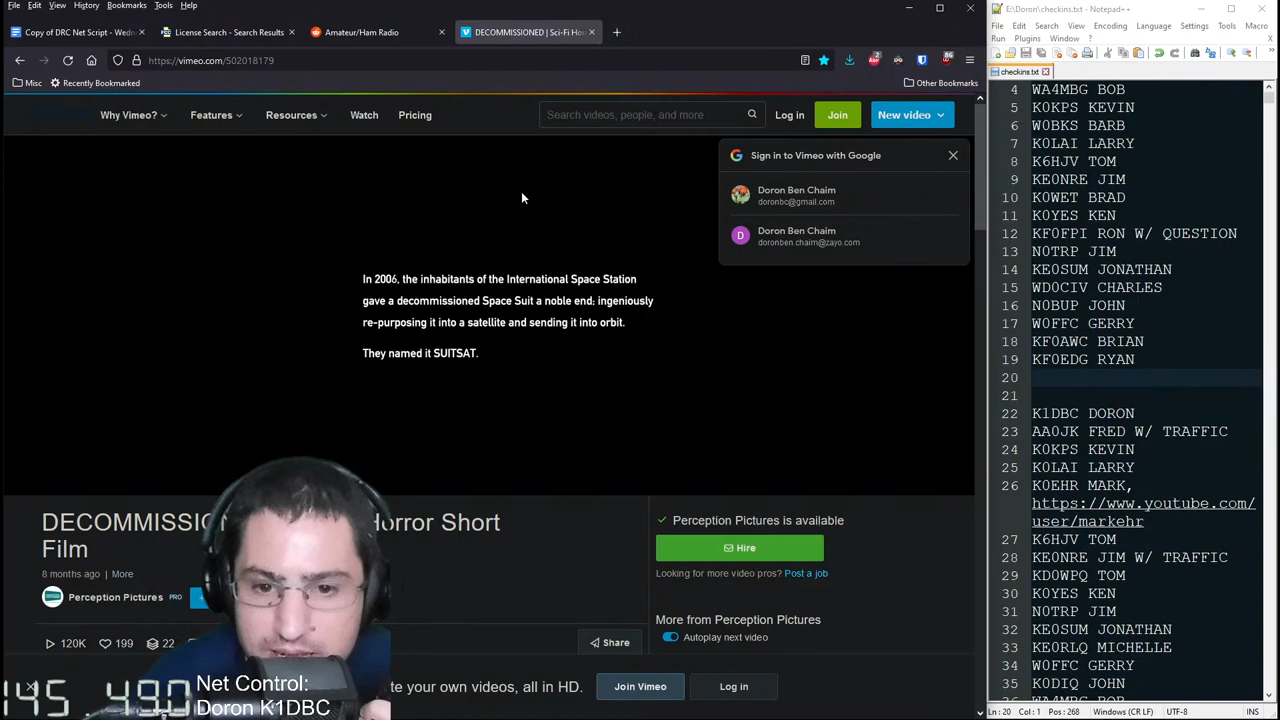 File Edit View History Bookmarks Tools Help
Copy of DRC Net Script - Wedn
License Search - Search Results
Amateur/Ham Radio
DECOMMISSIONED | Sci-Fi Hor
https://vimeo.com/502018179
2
86
Misc
Recently Bookmarked
Other Bookmarks
Why Vimeo?
Features
Resources
Watch
Pricing
Search videos, people, and more
Log in
Join
New video
Sign in to Vimeo with Google
Doron Ben Chaim
doronbc@gmail.com
D
Doron Ben Chaim
doronben.chaim@zayo.com
In 2006, the inhabitants of the International Space Station
gave a decommissioned Space Suit a noble end; ingeniously
re-purposing it into a satellite and sending it into orbit.
They named it SUITSAT.
DECOMMISSION Horror Short
Film
8 months ago | More
Perception Pictures PRO
120K 199 22
Share
Perception Pictures is available
Hire
Looking for more video pros? Post a job
More from Perception Pictures
Autoplay next video
te your own videos, all in HD.
Join Vimeo
Log in
145 490
Net Control:
Doron K1DBC
E:\Doron\checkins.txt - Notepad++
File Edit Search View Encoding Language Settings Tools Macro
Run Plugins Window ?
checkins.txt
4 WA4MBG BOB
5 K0KPS KEVIN
6 W0BKS BARB
7 K0LAI LARRY
8 K6HJV TOM
9 KE0NRE JIM
10 K0WET BRAD
11 K0YES KEN
12 KF0FPI RON W/ QUESTION
13 N0TRP JIM
14 KE0SUM JONATHAN
15 WD0CIV CHARLES
16 N0BUP JOHN
17 W0FFC GERRY
18 KF0AWC BRIAN
19 KF0EDG RYAN
20
21
22 K1DBC DORON
23 AA0JK FRED W/ TRAFFIC
24 K0KPS KEVIN
25 K0LAI LARRY
26 K0EHR MARK,
https://www.youtube.com/
user/markehr
27 K6HJV TOM
28 KE0NRE JIM W/ TRAFFIC
29 KD0WPQ TOM
30 K0YES KEN
31 N0TRP JIM
32 KE0SUM JONATHAN
33 KE0RLQ MICHELLE
34 W0FFC GERRY
35 K0DIQ JOHN
36 WA4MBG BOB
Ln : 20 Col : 1 Pos : 268
Windows (CR LF)
UTF-8
INS